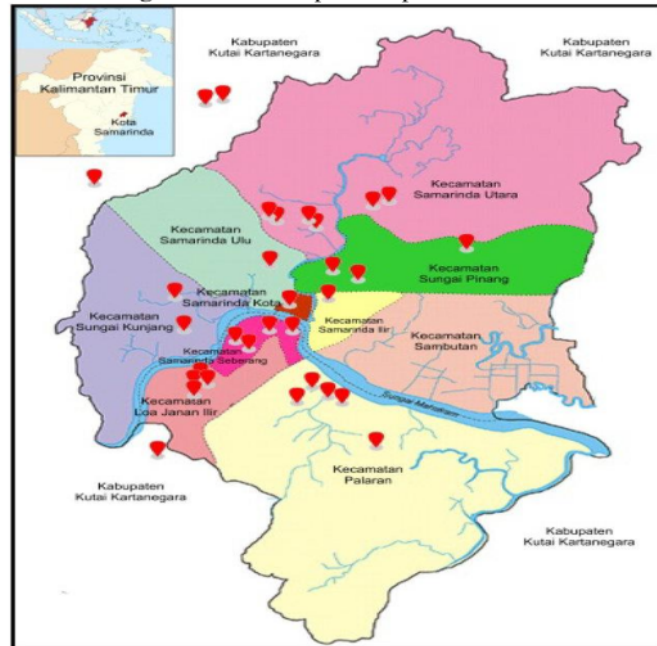 Kabupaten
Kutai Kartanegara
Kabupaten
Kutai Kartanegara
Provinsi
Kalimantan Timur
Kota
Samarinda
Kecamatan
Samarinda Utara
Kecamatan
Samarinda Ulu
Kecamatan
Sungai Pinang
Kecamatan
Samarinda Kota
Kecamatan
Sungai Kunjang
Kecamatan
Samarinda Ilir
Kecamatan
Sambutan
Kecamatan
Samarinda Seberang
Kecamatan
Loa Janan Ilir
Sungai Mahakam
Kecamatan
Palaran
Kabupaten
Kutai Kartanegara
Kabupaten
Kutai Kartanegara